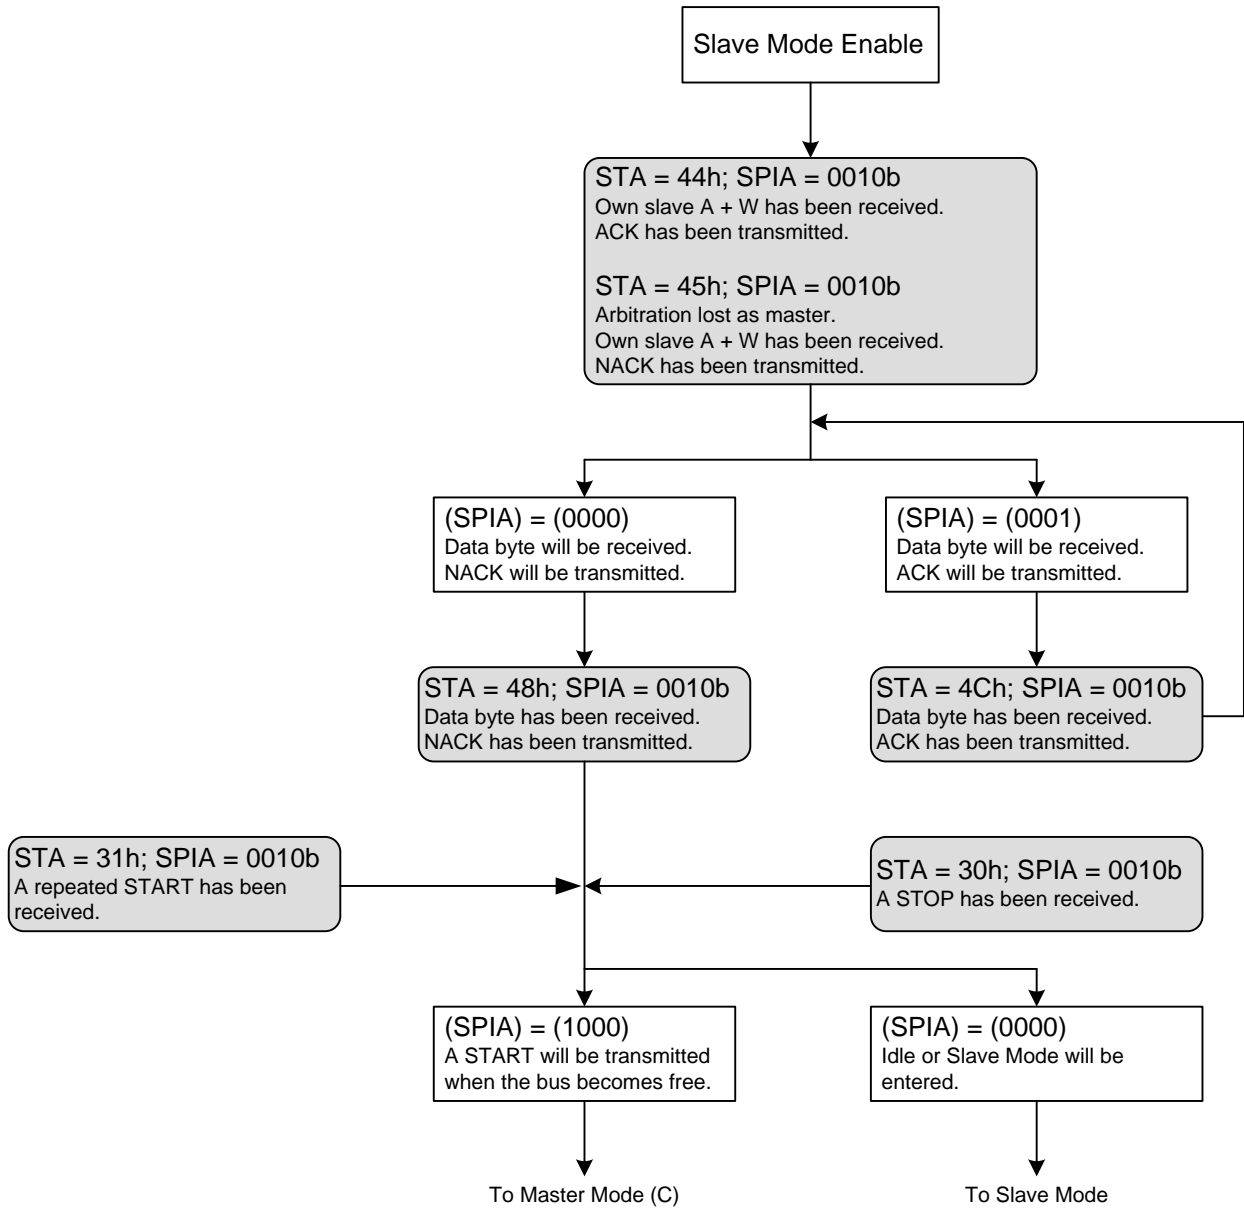 Slave Mode Enable
STA = 44h; SPIA = 0010b
Own slave A + W has been received.
ACK has been transmitted.
STA = 45h; SPIA = 0010b
Arbitration lost as master.
Own slave A + W has been received.
NACK has been transmitted.
(SPIA) = (0000)
Data byte will be received.
NACK will be transmitted.
(SPIA) = (0001)
Data byte will be received.
ACK will be transmitted.
STA = 48h; SPIA = 0010b
Data byte has been received.
NACK has been transmitted.
STA = 4Ch; SPIA = 0010b
Data byte has been received.
ACK has been transmitted.
STA = 31h; SPIA = 0010b
A repeated START has been
received.
STA = 30h; SPIA = 0010b
A STOP has been received.
(SPIA) = (1000)
A START will be transmitted
when the bus becomes free.
(SPIA) = (0000)
Idle or Slave Mode will be
entered.
To Master Mode (C)
To Slave Mode